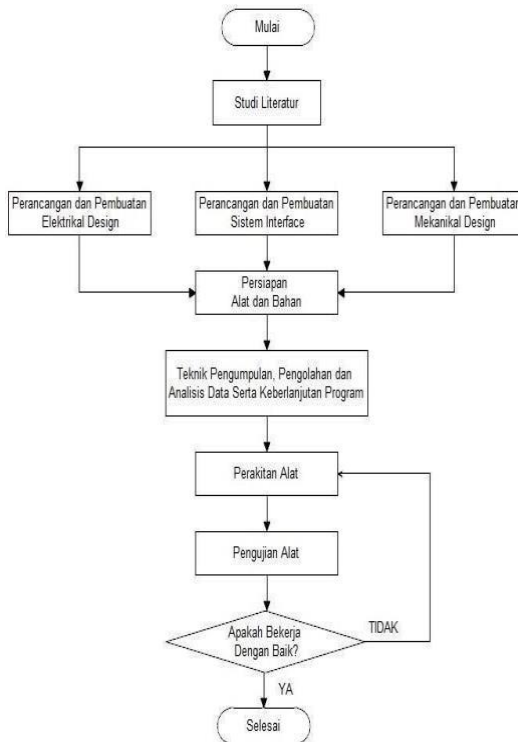 Mulai
Studi Literatur
Perancangan dan Pembuatan
Elektrikal Design
Perancangan dan Pembuatan
Sistem Interface
Perancangan dan Pembuatan
Mekanikal Design
Persiapan
Alat dan Bahan
Teknik Pengumpulan, Pengolahan dan
Analisis Data Serta Keberlanjutan Program
Perakitan Alat
Pengujian Alat
Apakah Bekerja
Dengan Baik?
TIDAK
YA
Selesai